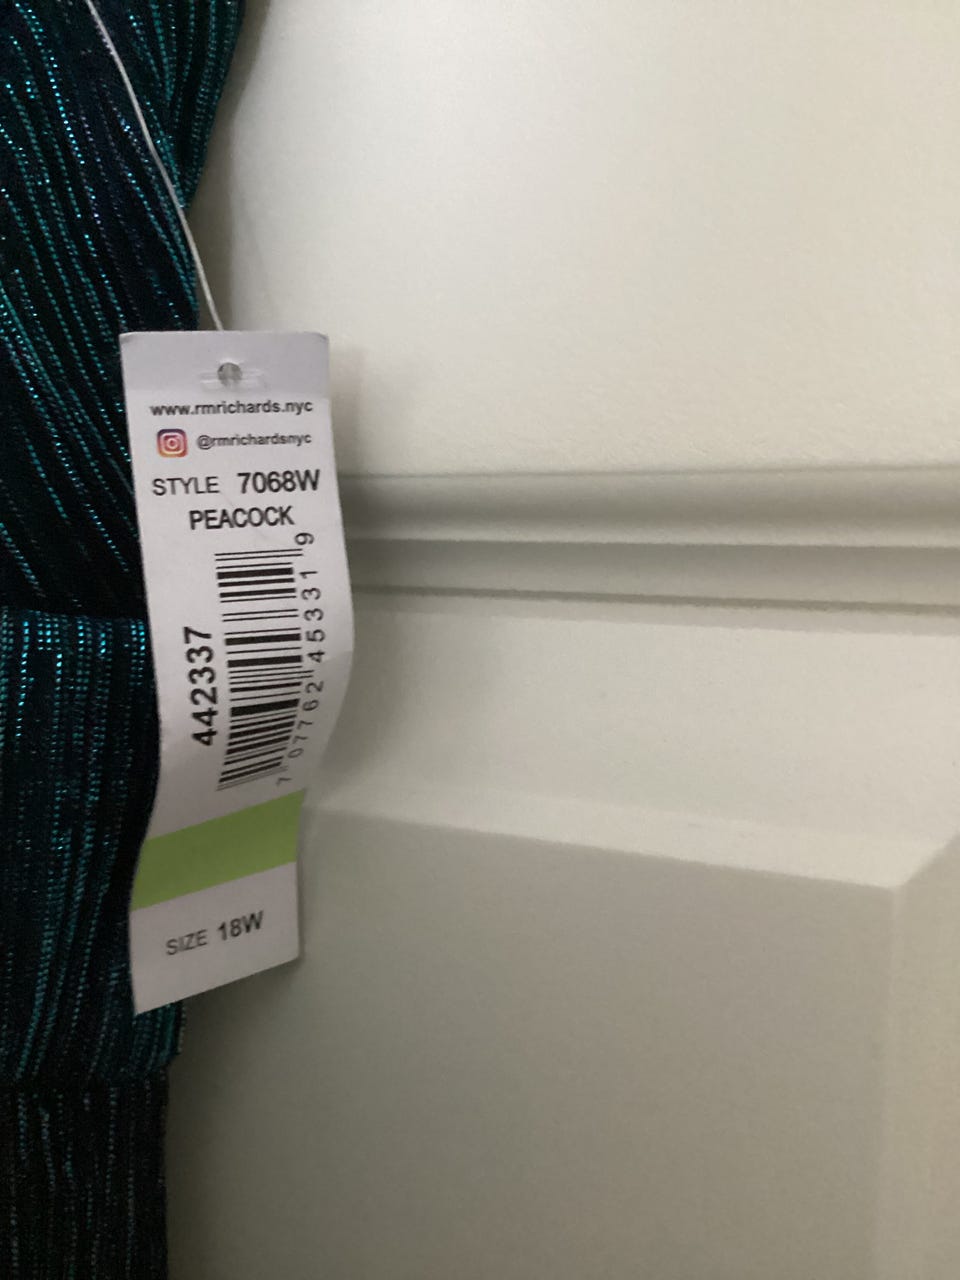 www.rmrichards.nyc
@rmrichardsnyc
STYLE 7068W
PEACOCK
442337
7 07762 45331 9
SIZE 18W